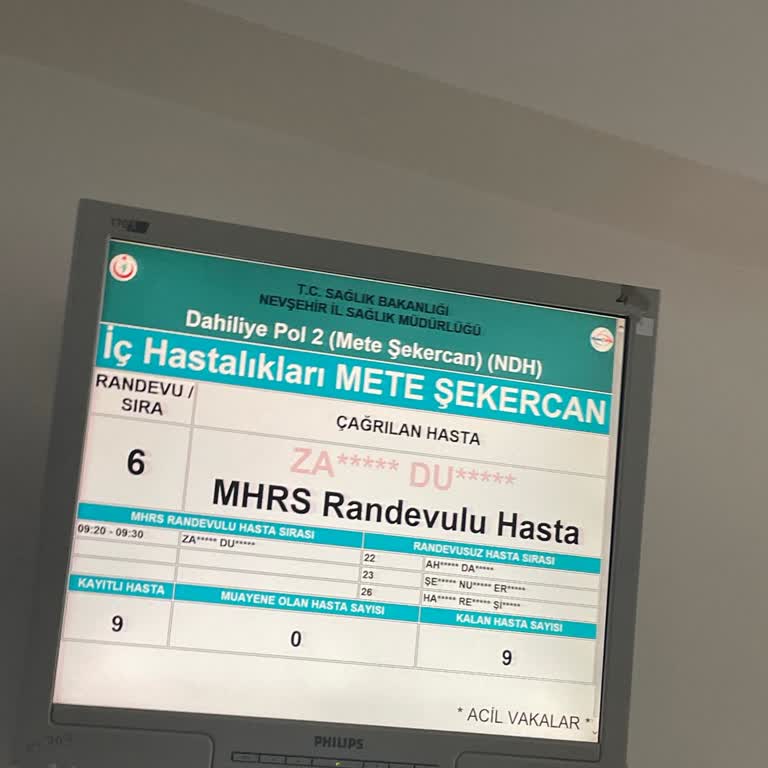 T.C. SAĞLIK BAKANLIĞI
NEVŞEHİR İL SAĞLIK MÜDÜRLÜĞÜ
Dahiliye Pol 2 (Mete Şekercan) (NDH)
İç Hastalıkları METE ŞEKERCAN
RANDEVU / SIRA
ÇAĞRILAN HASTA
6
ZA***** DU*****
MHRS Randevulu Hasta
MHRS RANDEVULU HASTA SIRASI
RANDEVUSUZ HASTA SIRASI
09:20 - 09:30 ZA***** DU*****
22 AH***** DA*****
23 ŞE***** NU***** ER*****
26 HA***** RE***** Şİ*****
KAYITLI HASTA
MUAYENE OLAN HASTA SAYISI
KALAN HASTA SAYISI
9
0
9
* ACİL VAKALAR *
PHILIPS